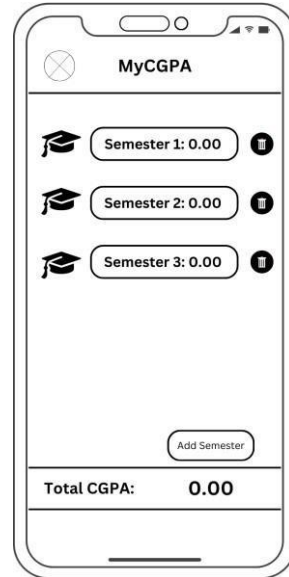 MyCGPA
Semester 1: 0.00
Semester 2: 0.00
Semester 3: 0.00
Add Semester
Total CGPA: 0.00